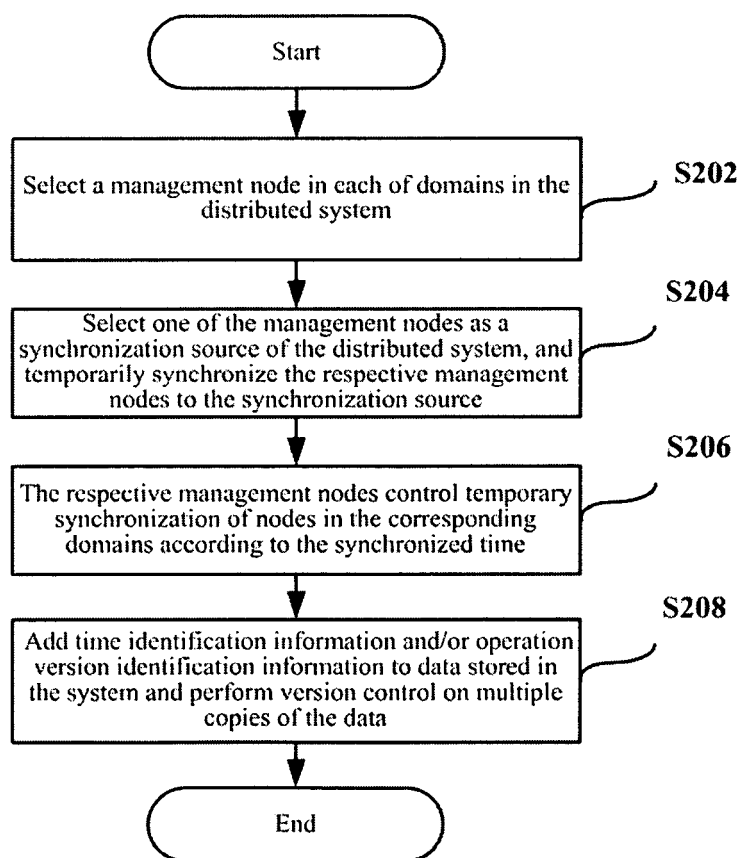 Start
Select a management node in each of domains in the
distributed system
S202
Select one of the management nodes as a
synchronization source of the distributed system, and
temporarily synchronize the respective management
nodes to the synchronization source
S204
The respective management nodes control temporary
synchronization of nodes in the corresponding
domains according to the synchronized time
S206
Add time identification information and/or operation
version identification information to data stored in
the system and perform version control on multiple
copies of the data
S208
End